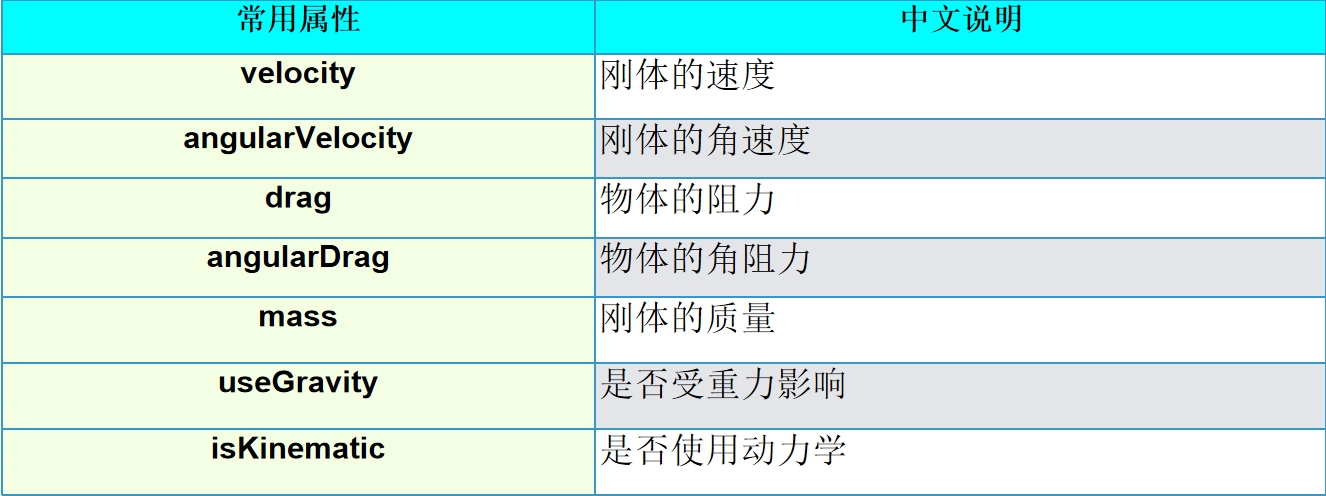 常用属性 中文说明
velocity 刚体的速度
angularVelocity 刚体的角速度
drag 物体的阻力
angularDrag 物体的角阻力
mass 刚体的质量
useGravity 是否受重力影响
isKinematic 是否使用动力学